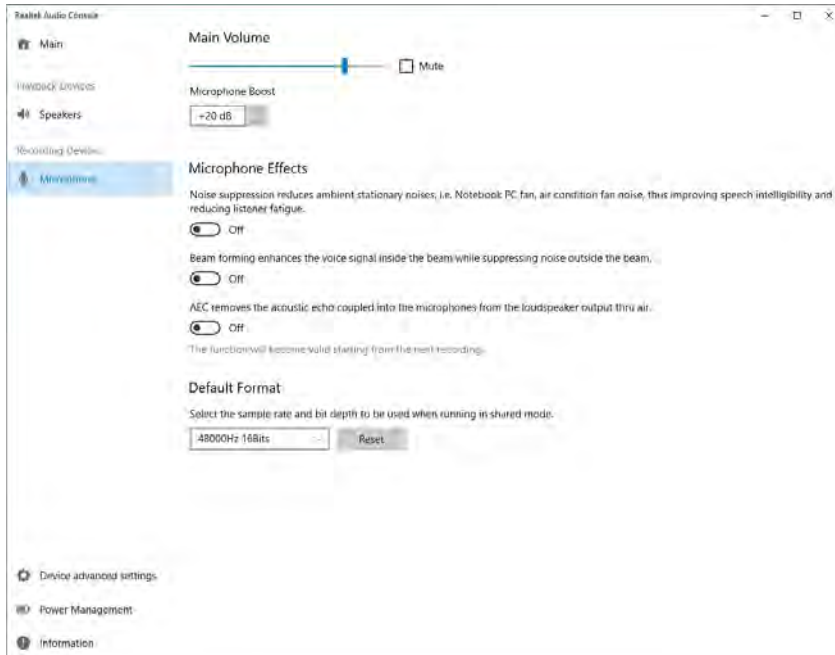 Realtek Audio Console
Main
Playback Devices
Speakers
Recording Devices
Microphone
Main Volume
Mute
Microphone Boost
+20 dB
Microphone Effects
Noise suppression reduces ambient stationary noises, i.e. Notebook PC fan, air condition fan noise, thus improving speech intelligibility and
reducing listener fatigue.
Off
Beam forming enhances the voice signal inside the beam while suppressing noise outside the beam.
Off
AEC removes the acoustic echo coupled into the microphones from the loudspeaker output thru air.
Off
The function will become valid starting from the next recording.
Default Format
Select the sample rate and bit depth to be used when running in shared mode.
48000Hz 16Bits
Reset
Device advanced settings
Power Management
Information